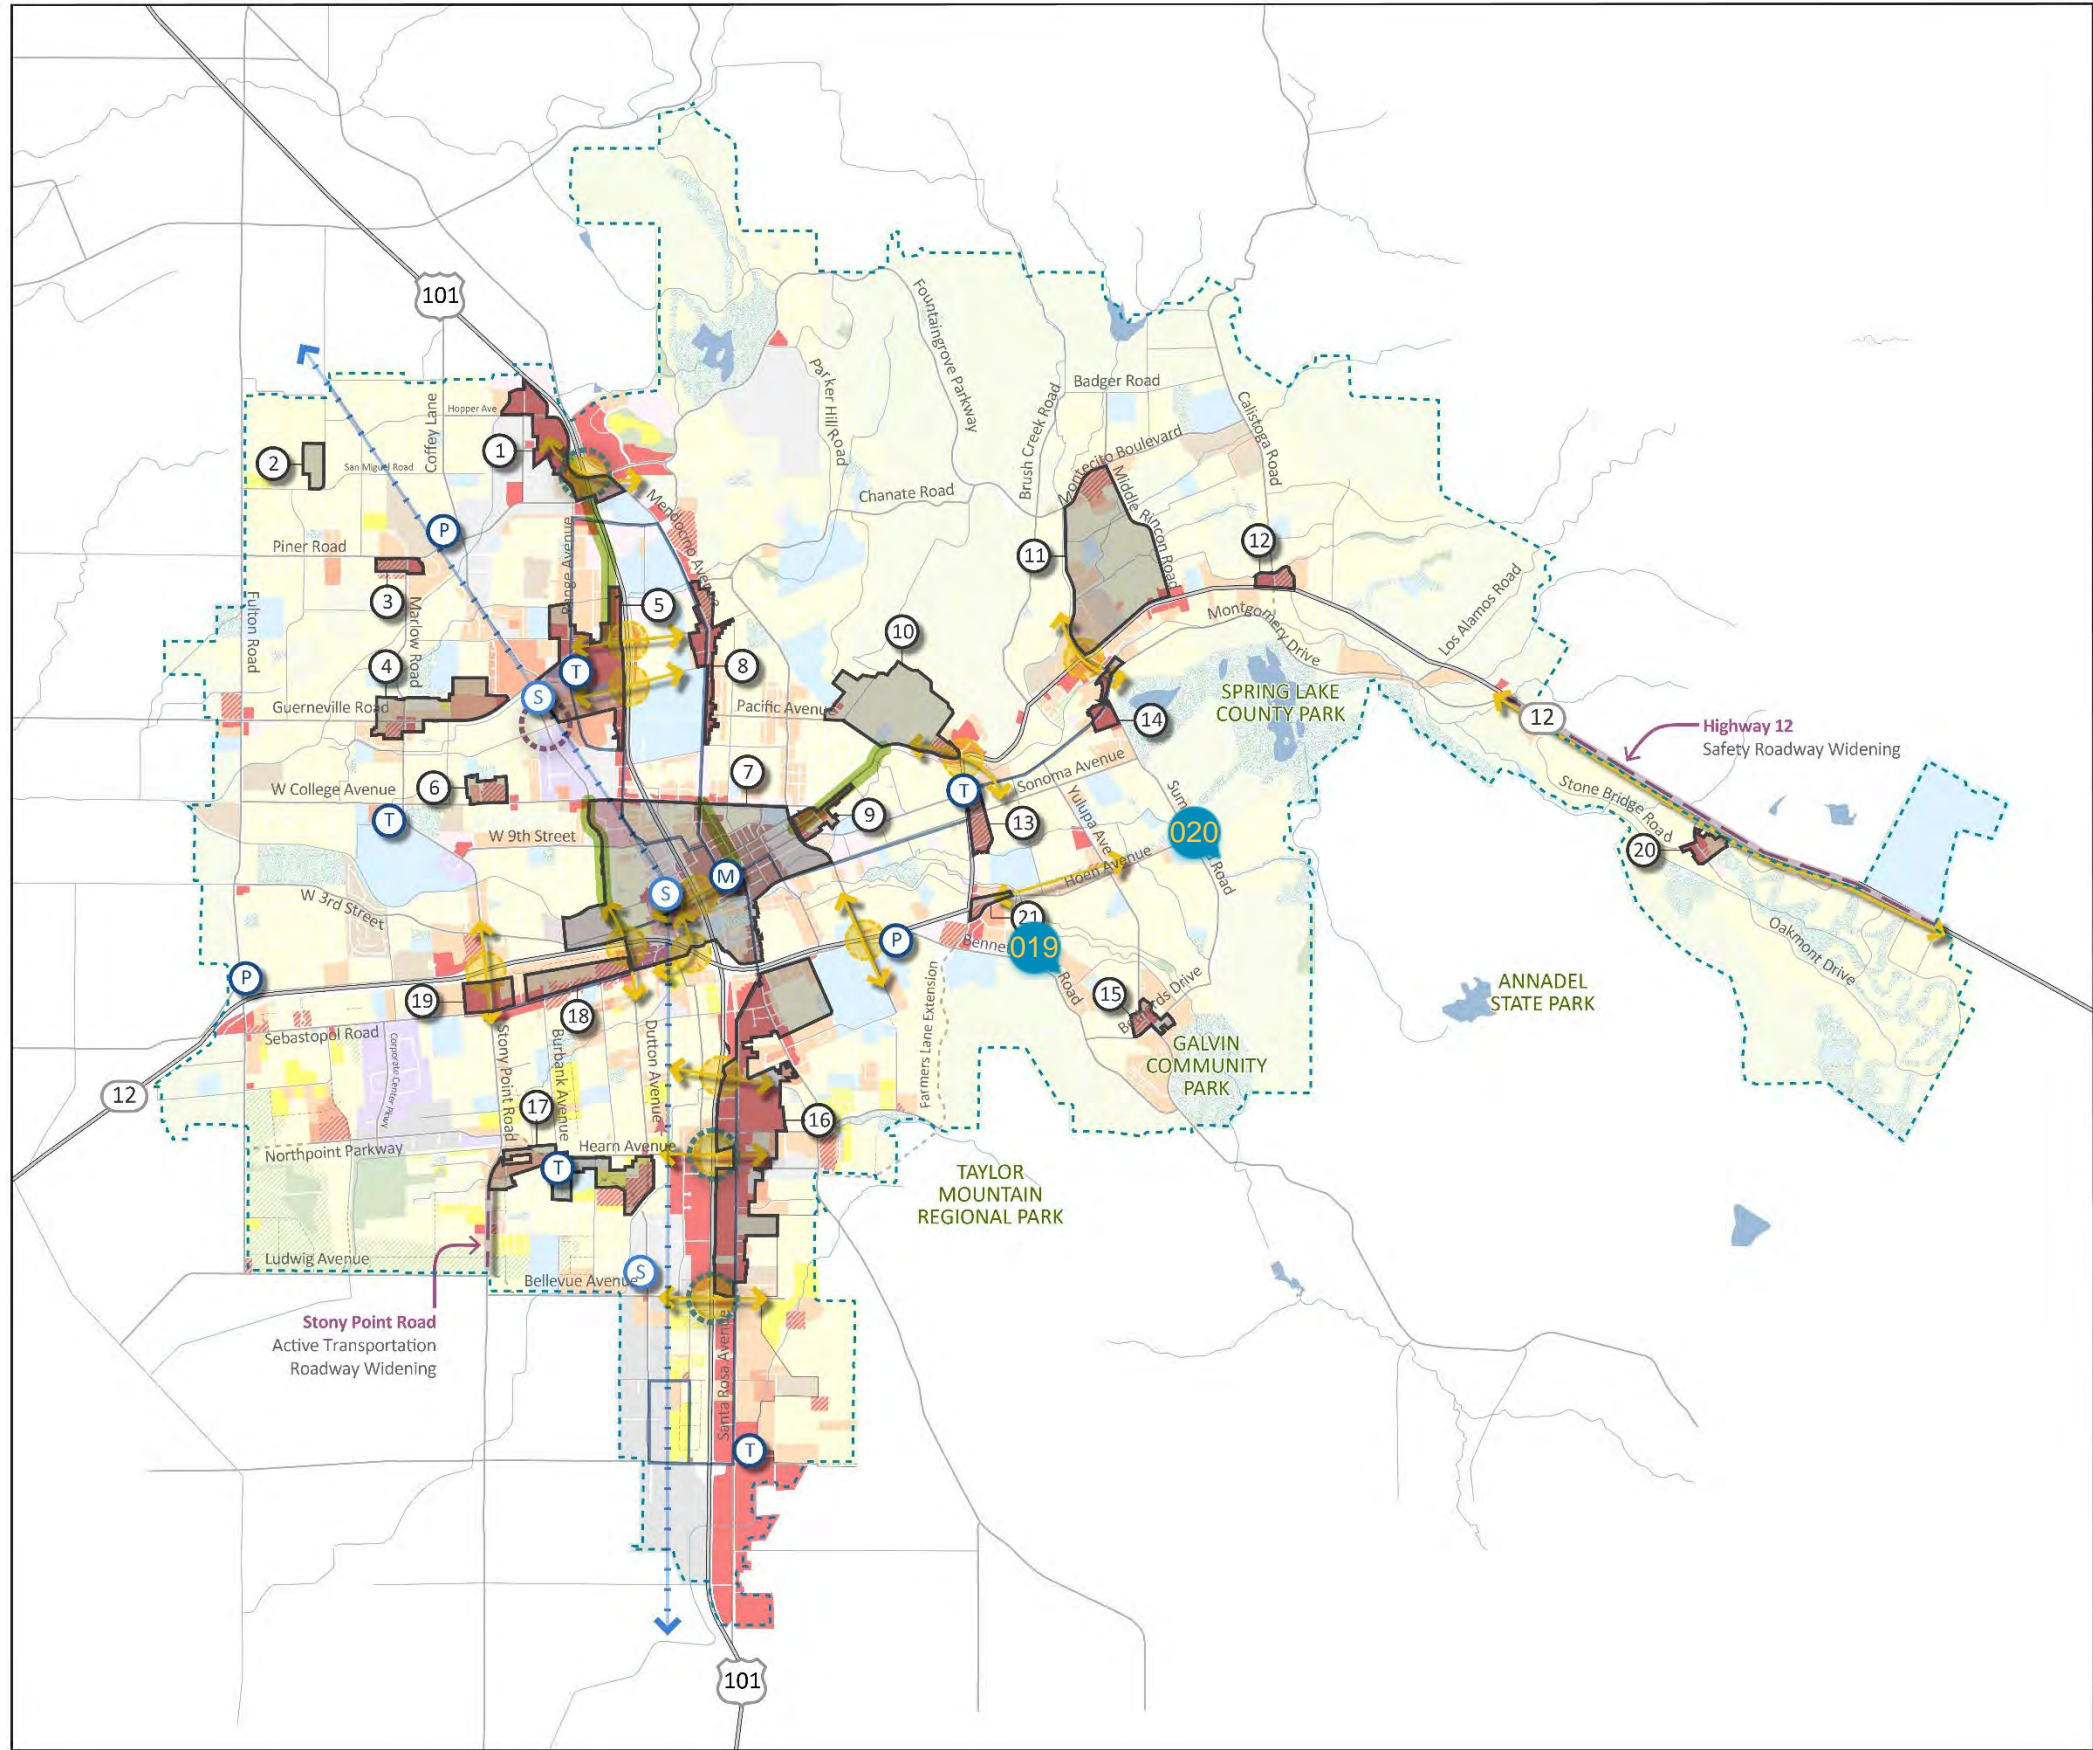 101
Fountaingrove Parkway
Parker Hill Road
Badger Road
Brush Creek Road
Calistoga Road
Coffey Lane
Hopper Ave
1
2
San Miguel Road
Montecito Boulevard
Middle Rincon Road
Mendocino Avenue
Chanate Road
P
Piner Road
Range Avenue
11
12
3
Marlow Road
5
Fulton Road
Montgomery Drive
Los Alamos Road
10
4
T
8
S
SPRING LAKE
COUNTY PARK
Guerneville Road
Pacific Avenue
14
12
Highway 12
Safety Roadway Widening
7
Sonoma Avenue
6
W College Avenue
T
T
Stone Bridge Road
Yulupa Ave
9
13
W 9th Street
020
Road
20
M
Hoen Avenue
S
W 3rd Street
21
P
019
Road
Oakmont Drive
P
19
18
ANNADEL
STATE PARK
15
Farmers Lane Extension
Sebastopol Road
Corporate Center Pkwy
Stony Point Road
Burbank Avenue
Dutton Avenue
GALVIN
COMMUNITY
PARK
12
17
16
Hearn Avenue
Northpoint Parkway
T
TAYLOR
MOUNTAIN
REGIONAL PARK
Ludwig Avenue
S
Bellevue Avenue
Stony Point Road
Active Transportation
Roadway Widening
Santa Rosa Avenue
T
101